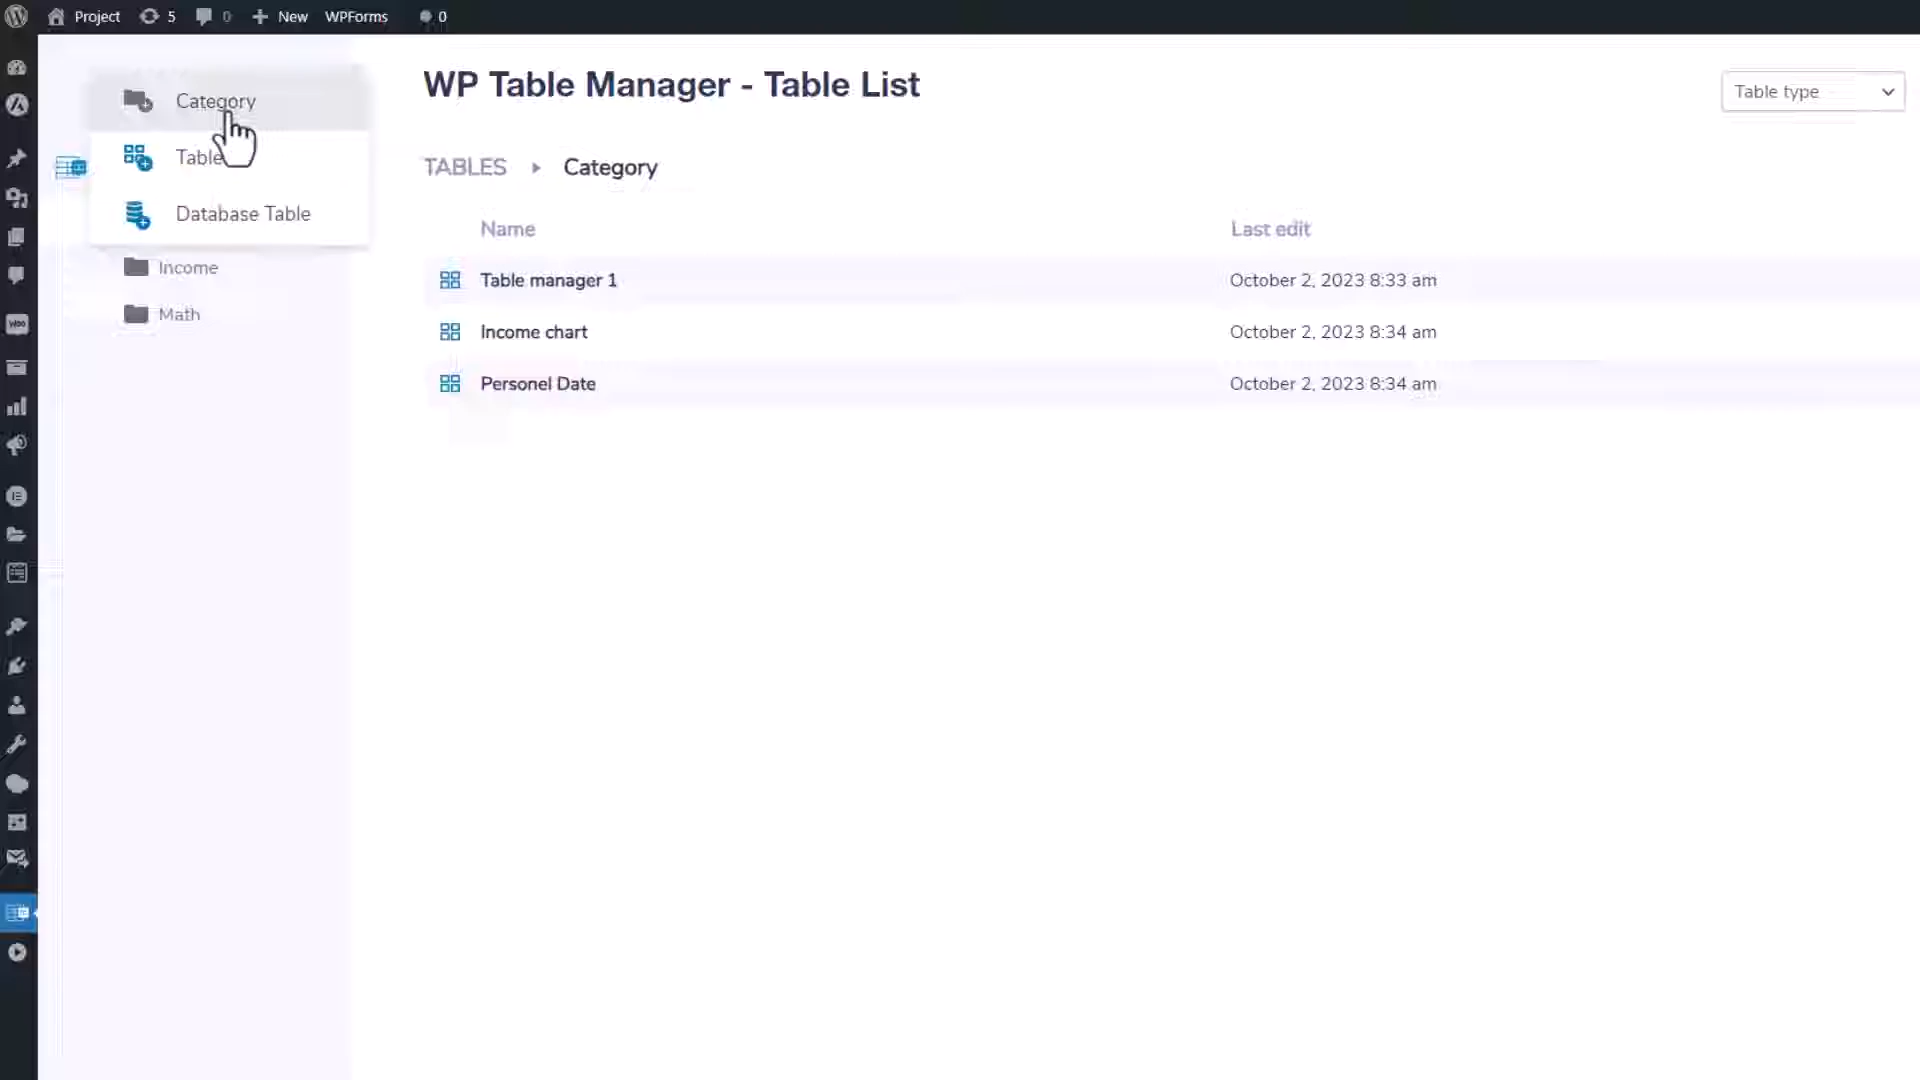 Project 5 0 New WPForms 0
WP Table Manager - Table List
Table type
Category
Table
Database Table
Income
Math
TABLES Category
Name Last edit
Table manager 1 October 2, 2023 8:33 am
Income chart October 2, 2023 8:34 am
Personel Date October 2, 2023 8:34 am
Woo